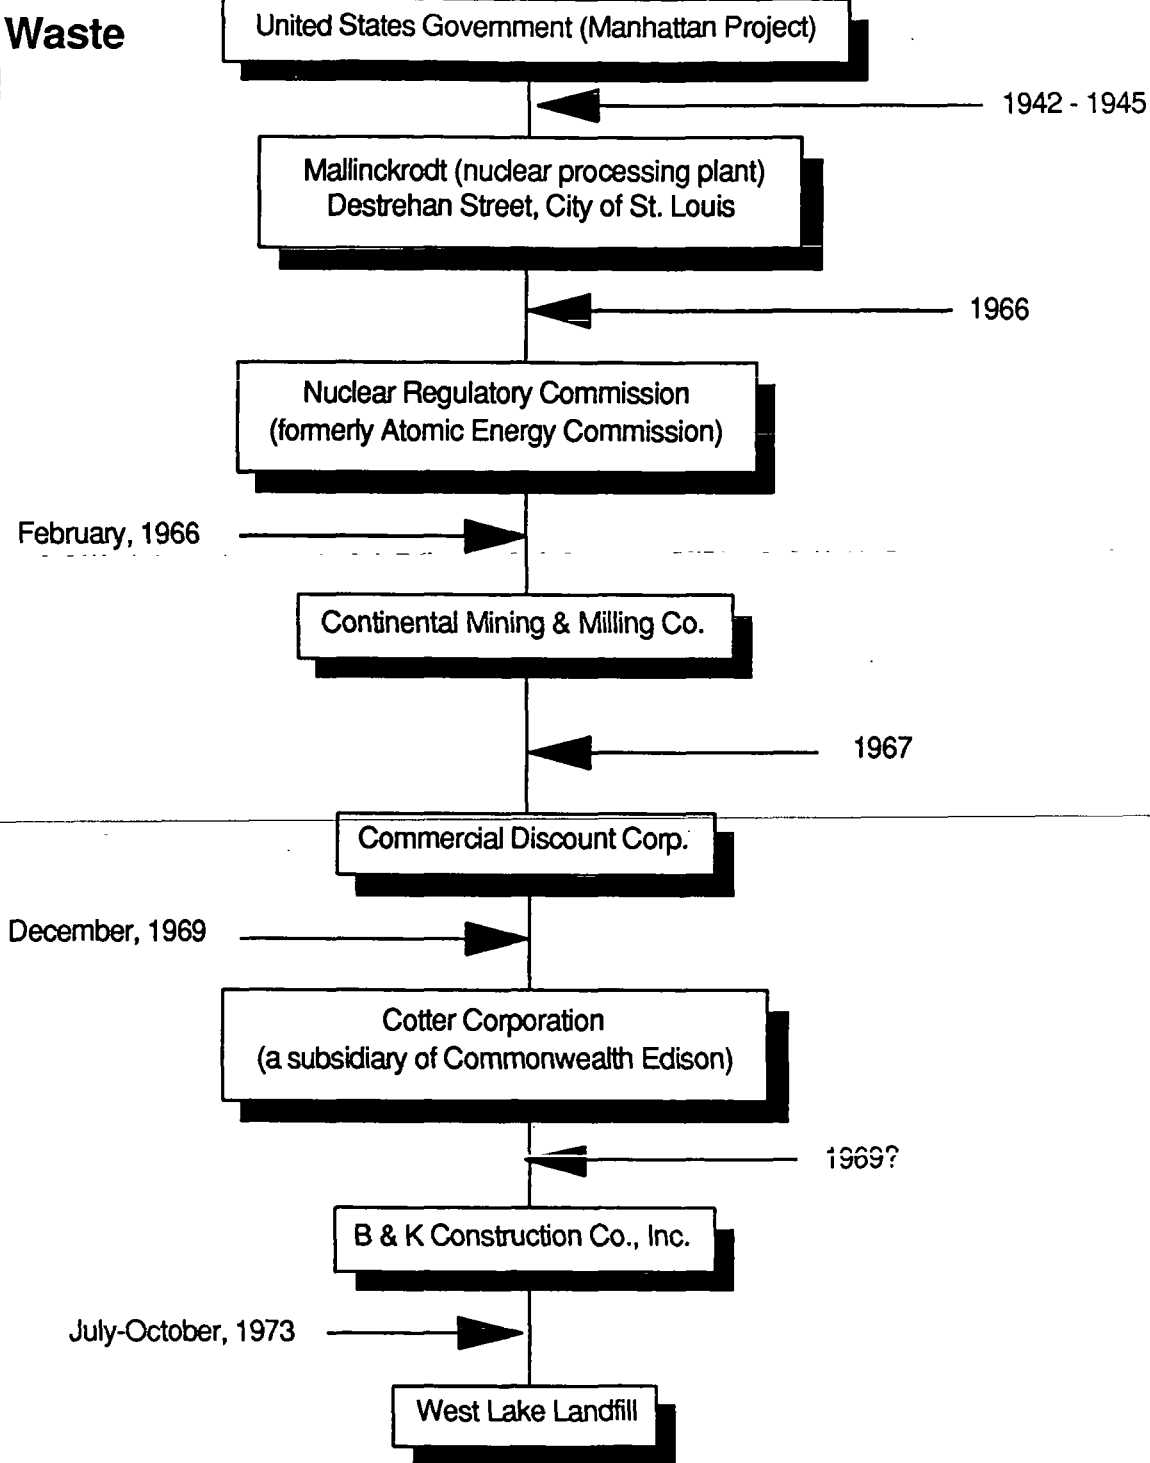 Waste
United States Government (Manhattan Project)
1942 - 1945
Mallinckrodt (nuclear processing plant)
Destrehan Street, City of St. Louis
1966
Nuclear Regulatory Commission
(formerly Atomic Energy Commission)
February, 1966
Continental Mining & Milling Co.
1967
Commercial Discount Corp.
December, 1969
Cotter Corporation
(a subsidiary of Commonwealth Edison)
1969?
B & K Construction Co., Inc.
July-October, 1973
West Lake Landfill